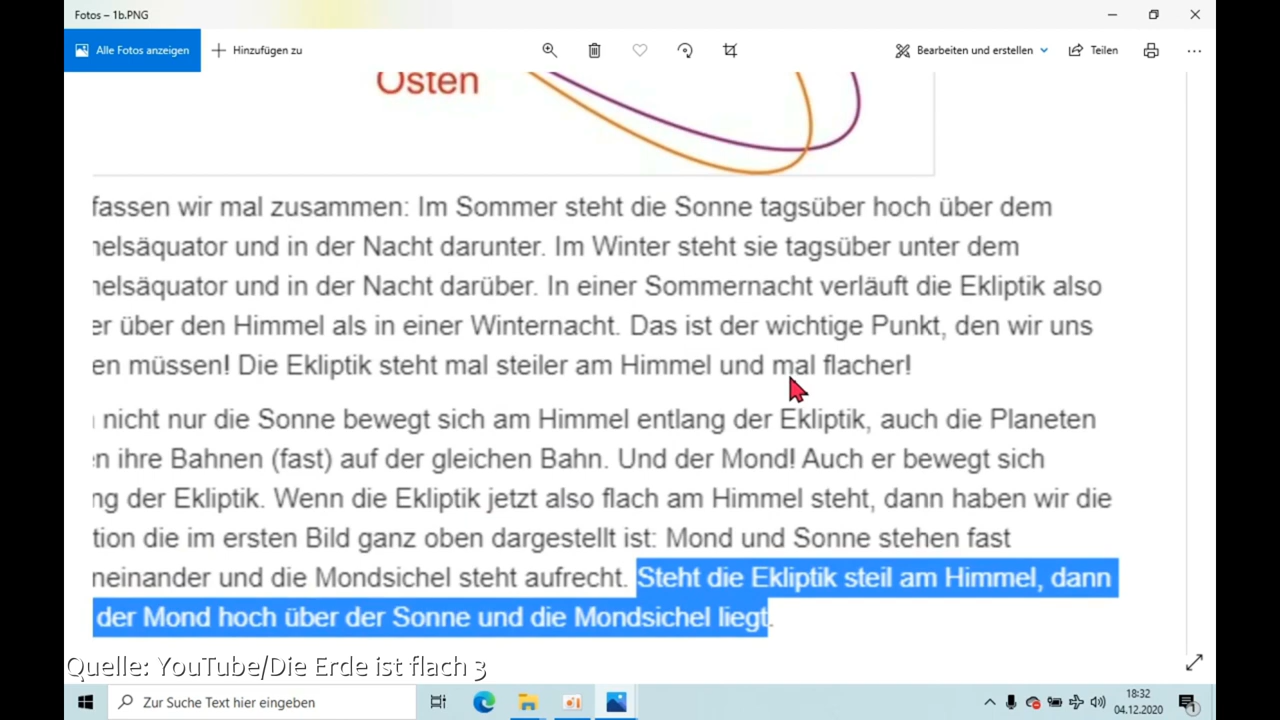 Fotos – 1b.PNG
Alle Fotos anzeigen
Hinzufügen zu
Bearbeiten und erstellen
Teilen
Osten
fassen wir mal zusammen: Im Sommer steht die Sonne tagsüber hoch über dem
nelsäquator und in der Nacht darunter. Im Winter steht sie tagsüber unter dem
nelsäquator und in der Nacht darüber. In einer Sommernacht verläuft die Ekliptik also
er über den Himmel als in einer Winternacht. Das ist der wichtige Punkt, den wir uns
en müssen! Die Ekliptik steht mal steiler am Himmel und mal flacher!
nicht nur die Sonne bewegt sich am Himmel entlang der Ekliptik, auch die Planeten
n ihre Bahnen (fast) auf der gleichen Bahn. Und der Mond! Auch er bewegt sich
ng der Ekliptik. Wenn die Ekliptik jetzt also flach am Himmel steht, dann haben wir die
tion die im ersten Bild ganz oben dargestellt ist: Mond und Sonne stehen fast
neinander und die Mondsichel steht aufrecht. Steht die Ekliptik steil am Himmel, dann
der Mond hoch über der Sonne und die Mondsichel liegt.
Quelle: YouTube/Die Erde ist flach 3
Zur Suche Text hier eingeben
18:32
04.12.2020
1